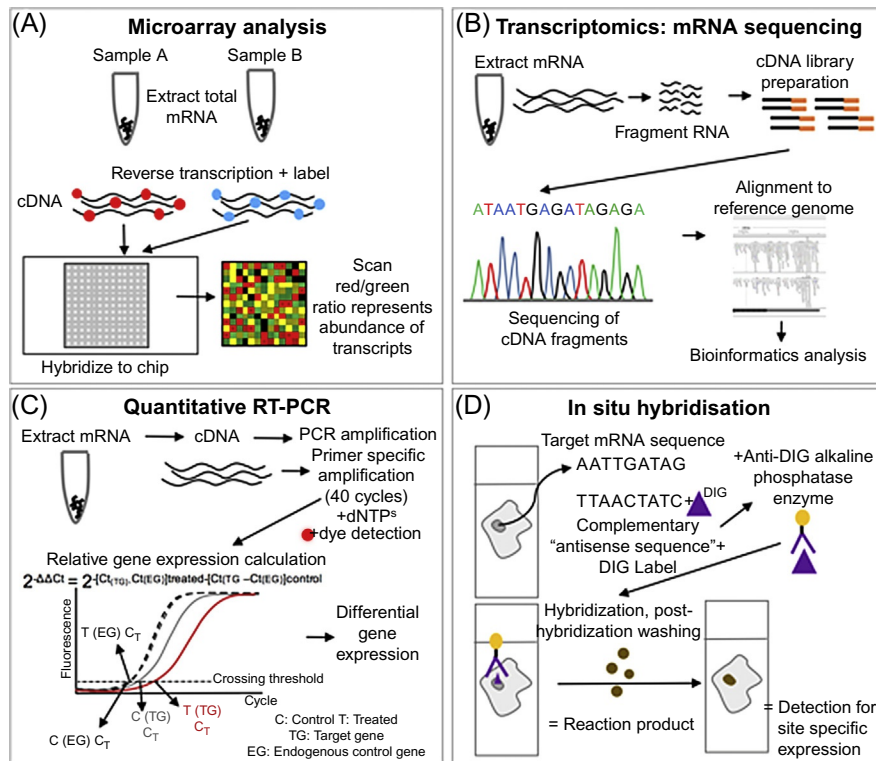 (A)
Microarray analysis
Sample A
Sample B
Extract total
mRNA
Reverse transcription + label
cDNA
Hybridize to chip
Scan
red/green
ratio represents
abundance of
transcripts
(B)
Transcriptomics: mRNA sequencing
Extract mRNA
Fragment RNA
cDNA library
preparation
ATAATGAGATAGAGA
Sequencing of
cDNA fragments
Alignment to
reference genome
Bioinformatics analysis
(C)
Quantitative RT-PCR
Extract mRNA
cDNA
PCR amplification
Primer specific
amplification
(40 cycles)
+dNTPs
+dye detection
Relative gene expression calculation
2-ΔΔCt = 2-[Ct(TG)-Ct(EG)]treated-[Ct(TG –Ct(EG)]control
Fluorescence
T (EG) CT
Crossing threshold
Cycle
C (EG) CT
C (TG)
CT
T (TG)
CT
Differential
gene
expression
C: Control T: Treated
TG: Target gene
EG: Endogenous control gene
(D)
In situ hybridisation
Target mRNA sequence
AATTGATAG
TTAACTATC+
DIG
Complementary
“antisense sequence”+
DIG Label
+Anti-DIG alkaline
phosphatase
enzyme
Hybridization, post-
hybridization washing
= Reaction product
= Detection for
site specific
expression